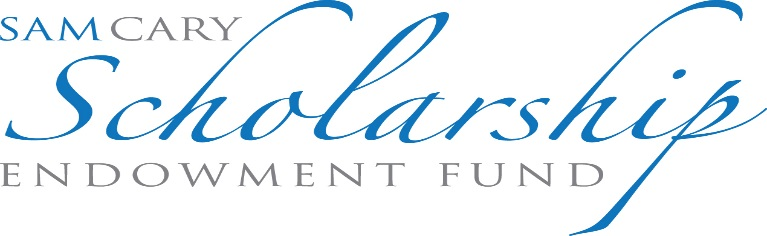 SAM CARY
Scholarship
ENDOWMENT FUND